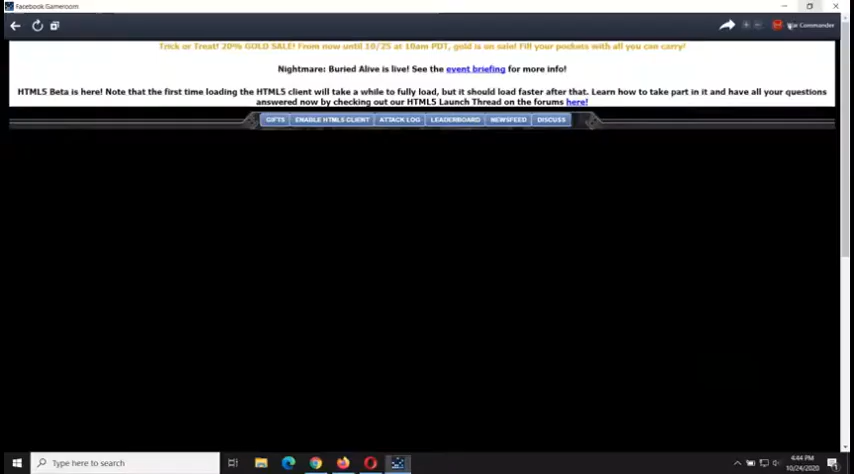 Facebook Gameroom
War Commander
Trick or Treat! 20% GOLD SALE! From now until 10/25 at 10am PDT, gold is on sale! Fill your pockets with all you can carry!
Nightmare: Buried Alive is live! See the event briefing for more info!
HTML5 Beta is here! Note that the first time loading the HTML5 client will take a while to fully load, but it should load faster after that. Learn how to take part in it and have all your questions
answered now by checking out our HTML5 Launch Thread on the forums here!
GIFTS ENABLE HTML5 CLIENT ATTACK LOG LEADERBOARD NEWSFEED DISCUSS
Type here to search
4:44 PM
10/24/2020